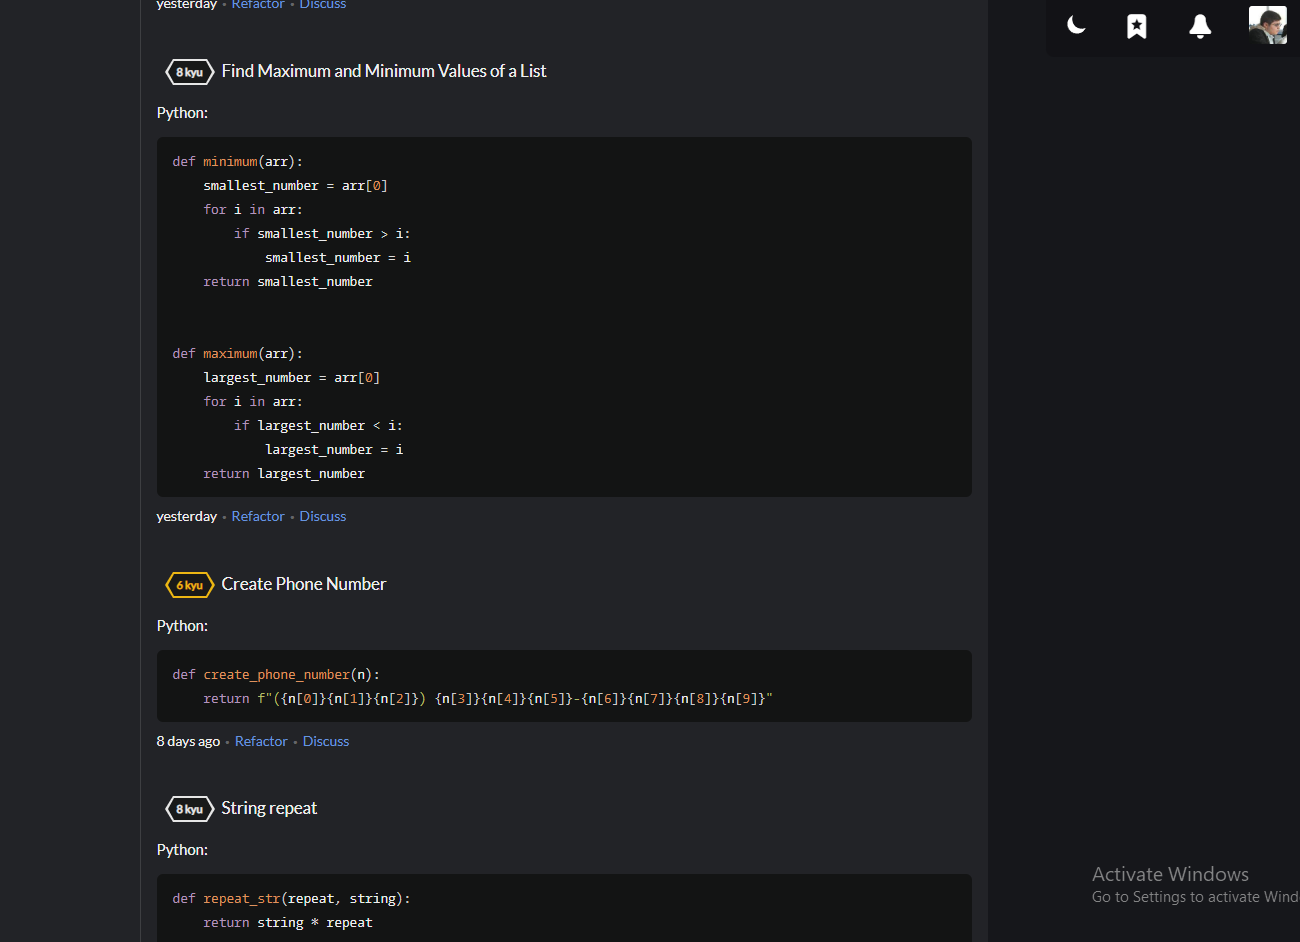 yesterday • Refactor • Discuss
8 kyu Find Maximum and Minimum Values of a List
Python:
def minimum(arr):
    smallest_number = arr[0]
    for i in arr:
        if smallest_number > i:
            smallest_number = i
    return smallest_number
def maximum(arr):
    largest_number = arr[0]
    for i in arr:
        if largest_number < i:
            largest_number = i
    return largest_number
yesterday • Refactor • Discuss
6 kyu Create Phone Number
Python:
def create_phone_number(n):
    return f"({n[0]}{n[1]}{n[2]}) {n[3]}{n[4]}{n[5]}-{n[6]}{n[7]}{n[8]}{n[9]}"
8 days ago • Refactor • Discuss
8 kyu String repeat
Python:
def repeat_str(repeat, string):
    return string * repeat
Activate Windows
Go to Settings to activate Wind